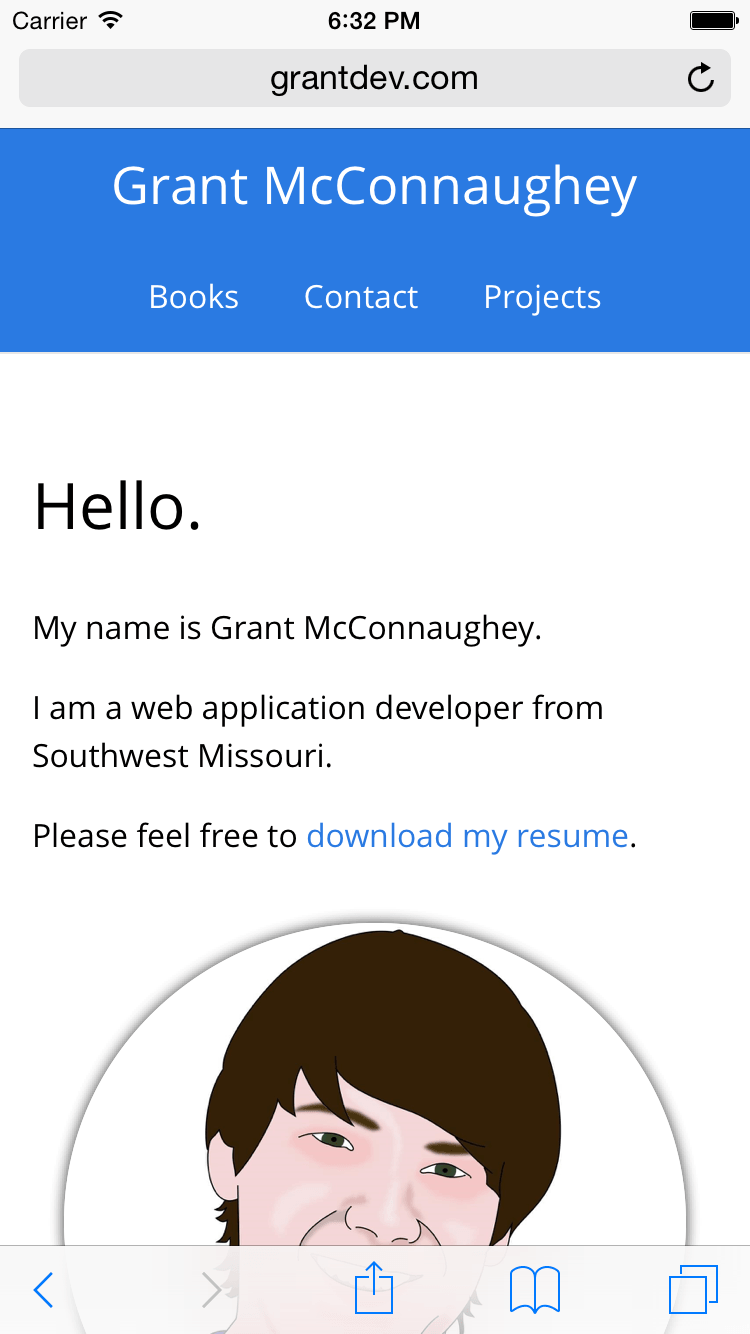 Carrier 6:32 PM
grantdev.com
Grant McConnaughey
Books Contact Projects
Hello.
My name is Grant McConnaughey.
I am a web application developer from
Southwest Missouri.
Please feel free to download my resume.